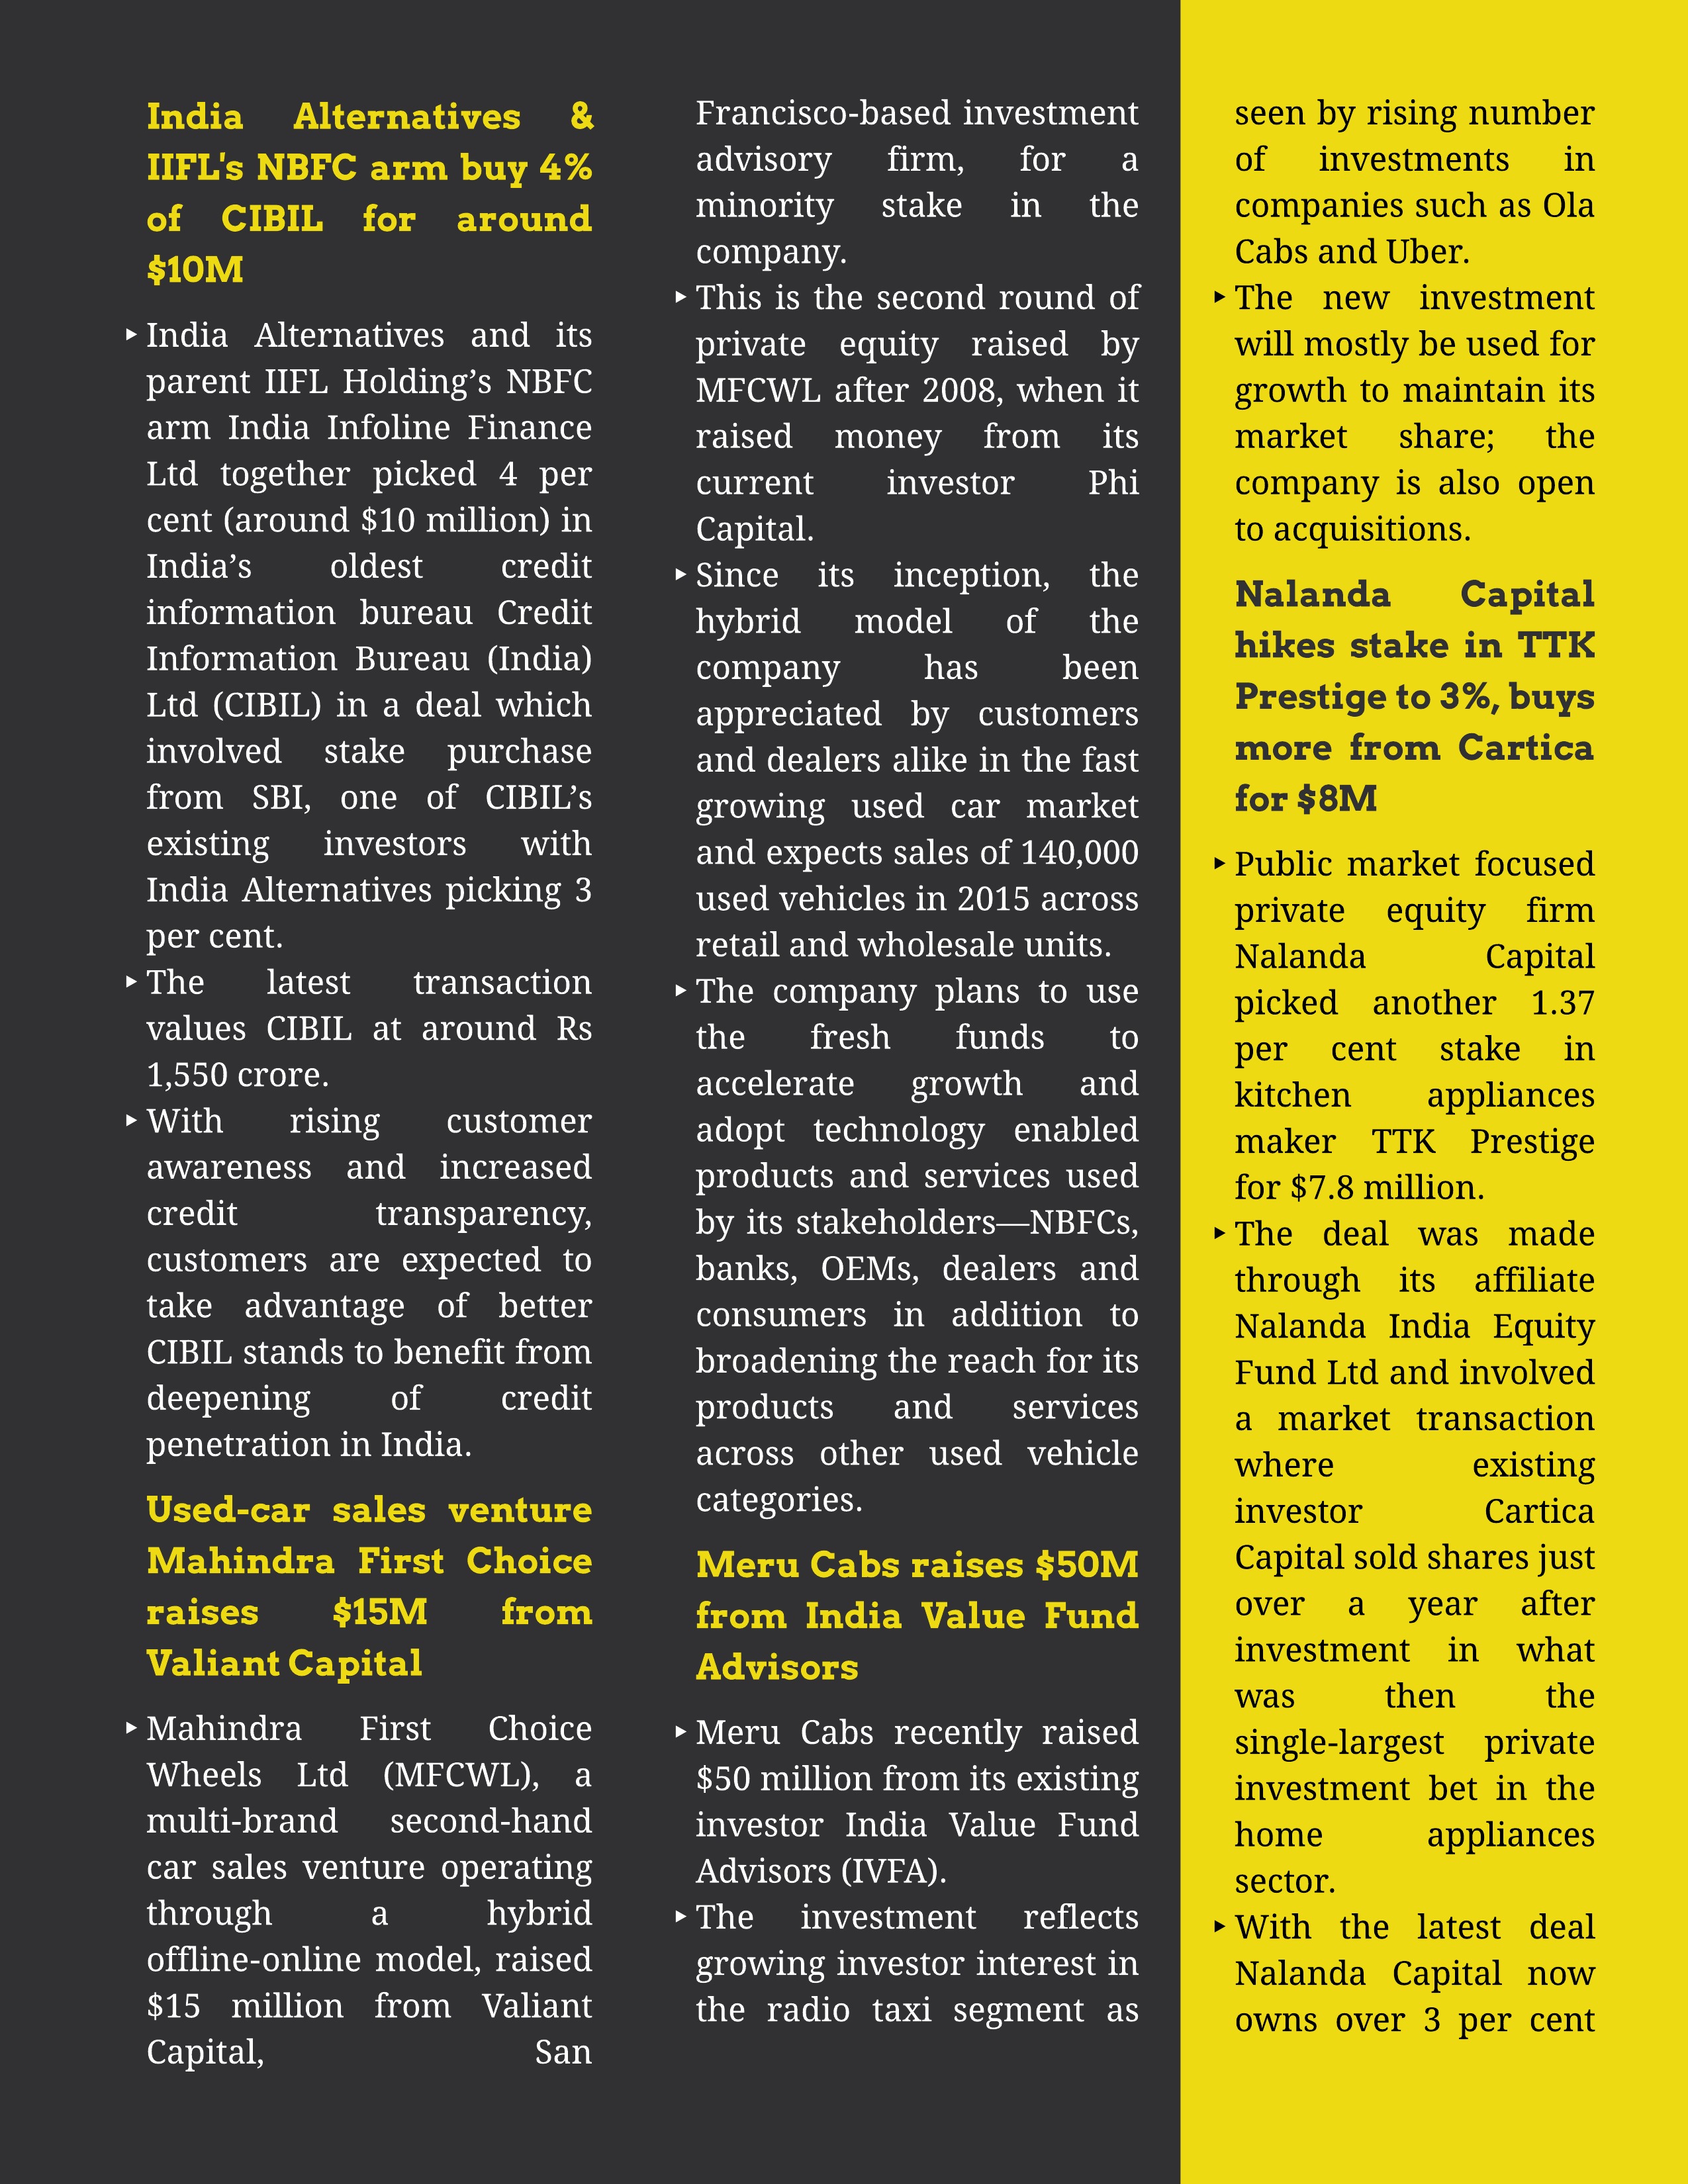 India Alternatives &
IIFL's NBFC arm buy 4%
of CIBIL for around
$10M
‣ India Alternatives and its
parent IIFL Holding’s NBFC
arm India Infoline Finance
Ltd together picked 4 per
cent (around $10 million) in
India’s oldest credit
information bureau Credit
Information Bureau (India)
Ltd (CIBIL) in a deal which
involved stake purchase
from SBI, one of CIBIL’s
existing investors with
India Alternatives picking 3
per cent.
‣ The latest transaction
values CIBIL at around Rs
1,550 crore.
‣ With rising customer
awareness and increased
credit transparency,
customers are expected to
take advantage of better
CIBIL stands to benefit from
deepening of credit
penetration in India.
Used-car sales venture
Mahindra First Choice
raises $15M from
Valiant Capital
‣ Mahindra First Choice
Wheels Ltd (MFCWL), a
multi-brand second-hand
car sales venture operating
through a hybrid
offline-online model, raised
$15 million from Valiant
Capital, San
Francisco-based investment
advisory firm, for a
minority stake in the
company.
‣ This is the second round of
private equity raised by
MFCWL after 2008, when it
raised money from its
current investor Phi
Capital.
‣ Since its inception, the
hybrid model of the
company has been
appreciated by customers
and dealers alike in the fast
growing used car market
and expects sales of 140,000
used vehicles in 2015 across
retail and wholesale units.
‣ The company plans to use
the fresh funds to
accelerate growth and
adopt technology enabled
products and services used
by its stakeholders—NBFCs,
banks, OEMs, dealers and
consumers in addition to
broadening the reach for its
products and services
across other used vehicle
categories.
Meru Cabs raises $50M
from India Value Fund
Advisors
‣ Meru Cabs recently raised
$50 million from its existing
investor India Value Fund
Advisors (IVFA).
‣ The investment reflects
growing investor interest in
the radio taxi segment as
seen by rising number
of investments in
companies such as Ola
Cabs and Uber.
‣ The new investment
will mostly be used for
growth to maintain its
market share; the
company is also open
to acquisitions.
Nalanda Capital
hikes stake in TTK
Prestige to 3%, buys
more from Cartica
for $8M
‣ Public market focused
private equity firm
Nalanda Capital
picked another 1.37
per cent stake in
kitchen appliances
maker TTK Prestige
for $7.8 million.
‣ The deal was made
through its affiliate
Nalanda India Equity
Fund Ltd and involved
a market transaction
where existing
investor Cartica
Capital sold shares just
over a year after
investment in what
was then the
single-largest private
investment bet in the
home appliances
sector.
‣ With the latest deal
Nalanda Capital now
owns over 3 per cent